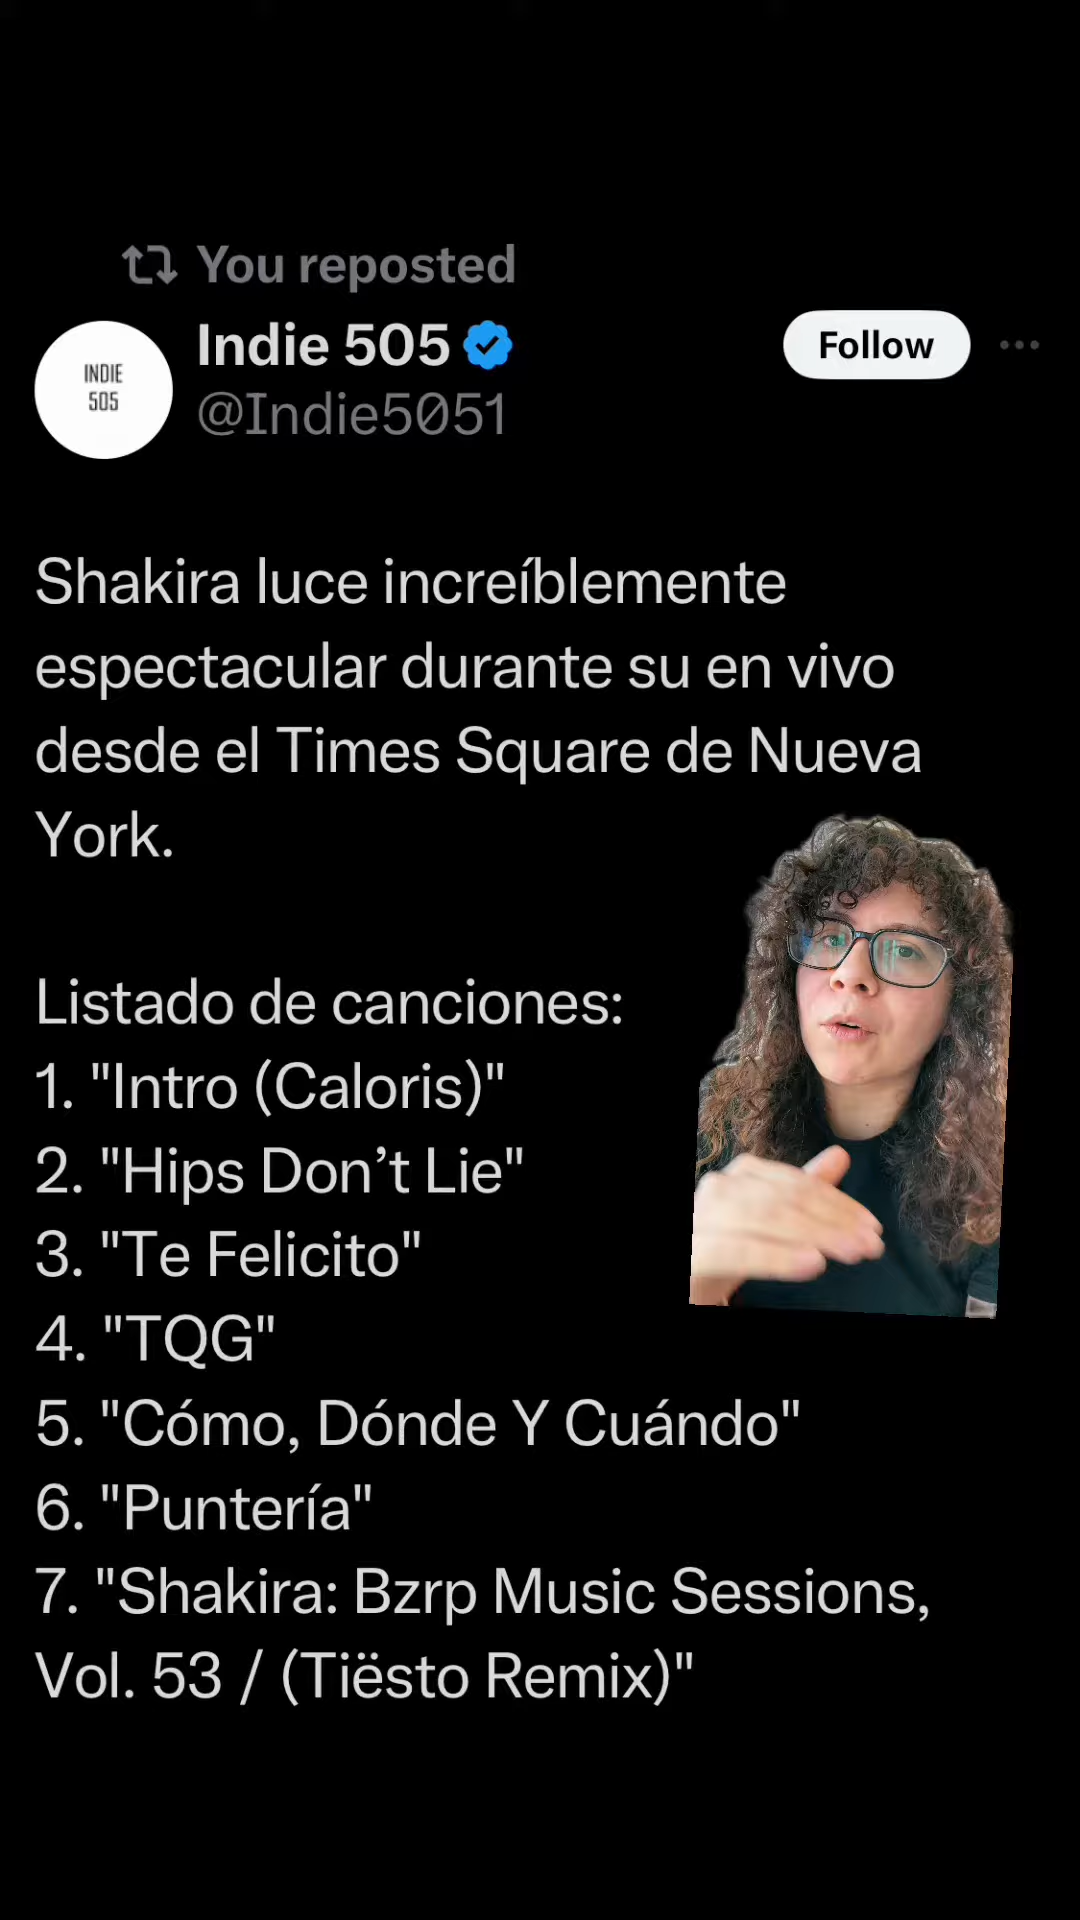 You reposted
Indie 505
Follow
@Indie5051
INDIE
505
Shakira luce increíblemente
espectacular durante su en vivo
desde el Times Square de Nueva
York.
Listado de canciones:
1. "Intro (Caloris)"
2. "Hips Don’t Lie"
3. "Te Felicito"
4. "TQG"
5. "Cómo, Dónde Y Cuándo"
6. "Puntería"
7. "Shakira: Bzrp Music Sessions,
Vol. 53 / (Tiësto Remix)"